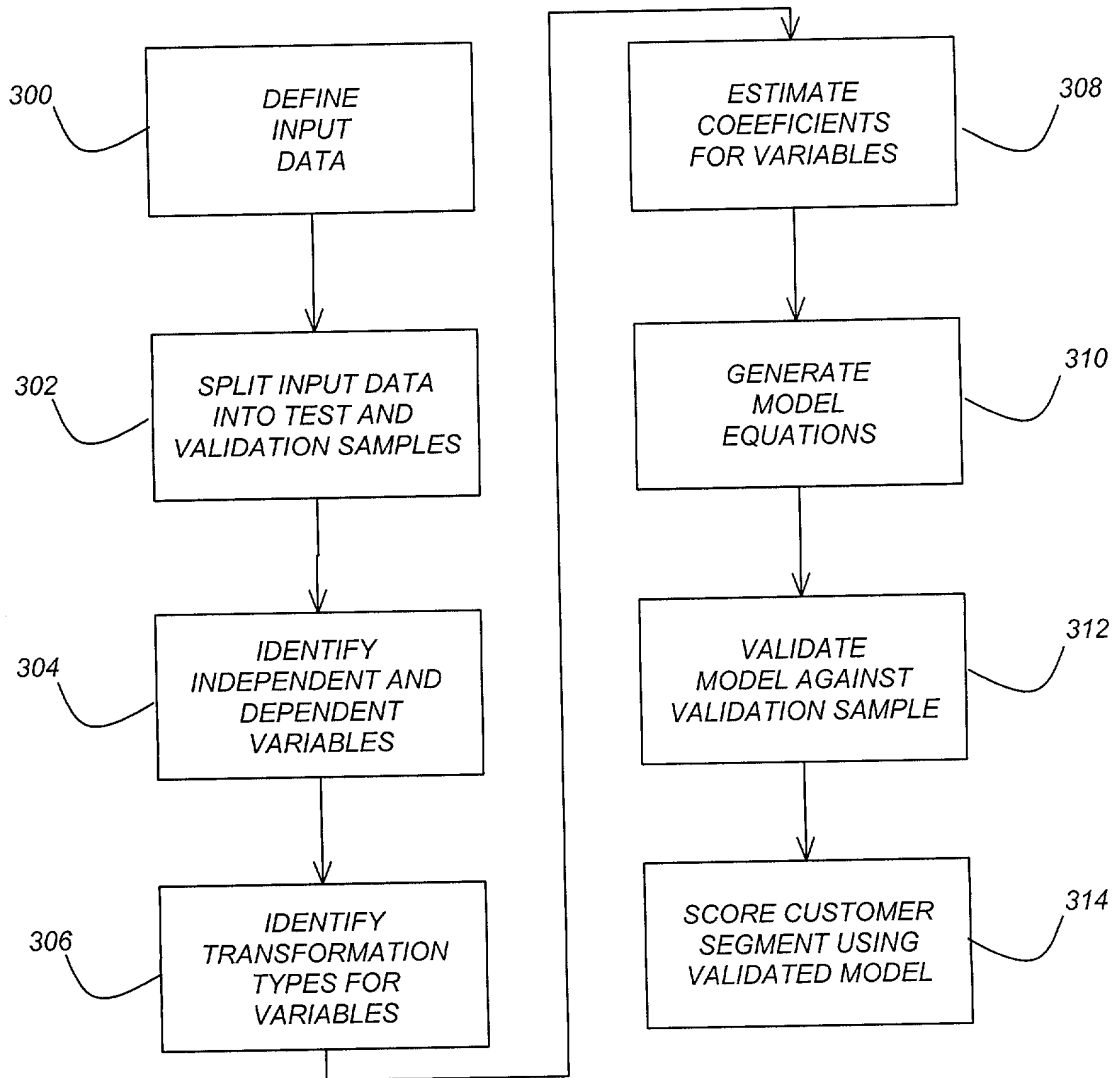 300
DEFINE
INPUT
DATA
302
SPLIT INPUT DATA
INTO TEST AND
VALIDATION SAMPLES
304
IDENTIFY
INDEPENDENT AND
DEPENDENT
VARIABLES
306
IDENTIFY
TRANSFORMATION
TYPES FOR
VARIABLES
308
ESTIMATE
COEEFICIENTS
FOR VARIABLES
310
GENERATE
MODEL
EQUATIONS
312
VALIDATE
MODEL AGAINST
VALIDATION SAMPLE
314
SCORE CUSTOMER
SEGMENT USING
VALIDATED MODEL